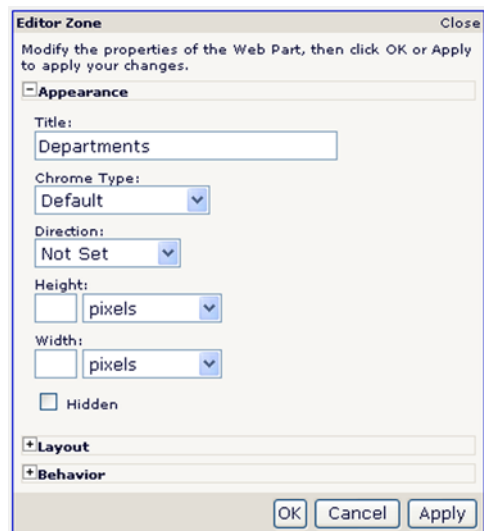 Editor Zone Close
Modify the properties of the Web Part, then click OK or Apply
to apply your changes.
Appearance
Title:
Departments
Chrome Type:
Default
Direction:
Not Set
Height:
pixels
Width:
pixels
Hidden
Layout
Behavior
OK Cancel Apply